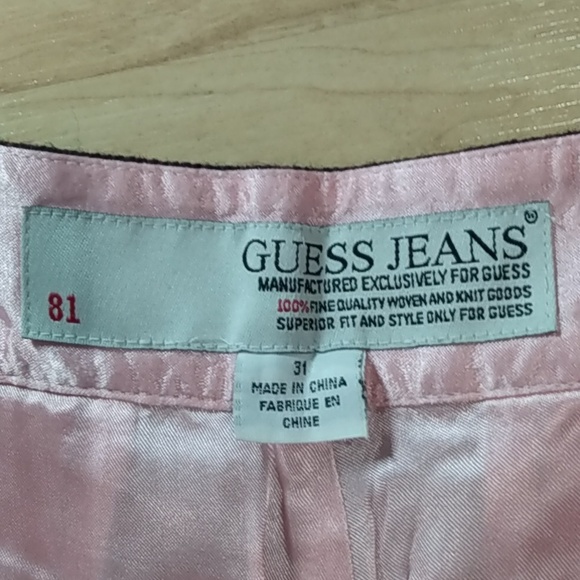 GUESS JEANS®
MANUFACTURED EXCLUSIVELY FOR GUESS
81
100% FINE QUALITY WOVEN AND KNIT GOODS
SUPERIOR FIT AND STYLE ONLY FOR GUESS
31
MADE IN CHINA
FABRIQUE EN
CHINE